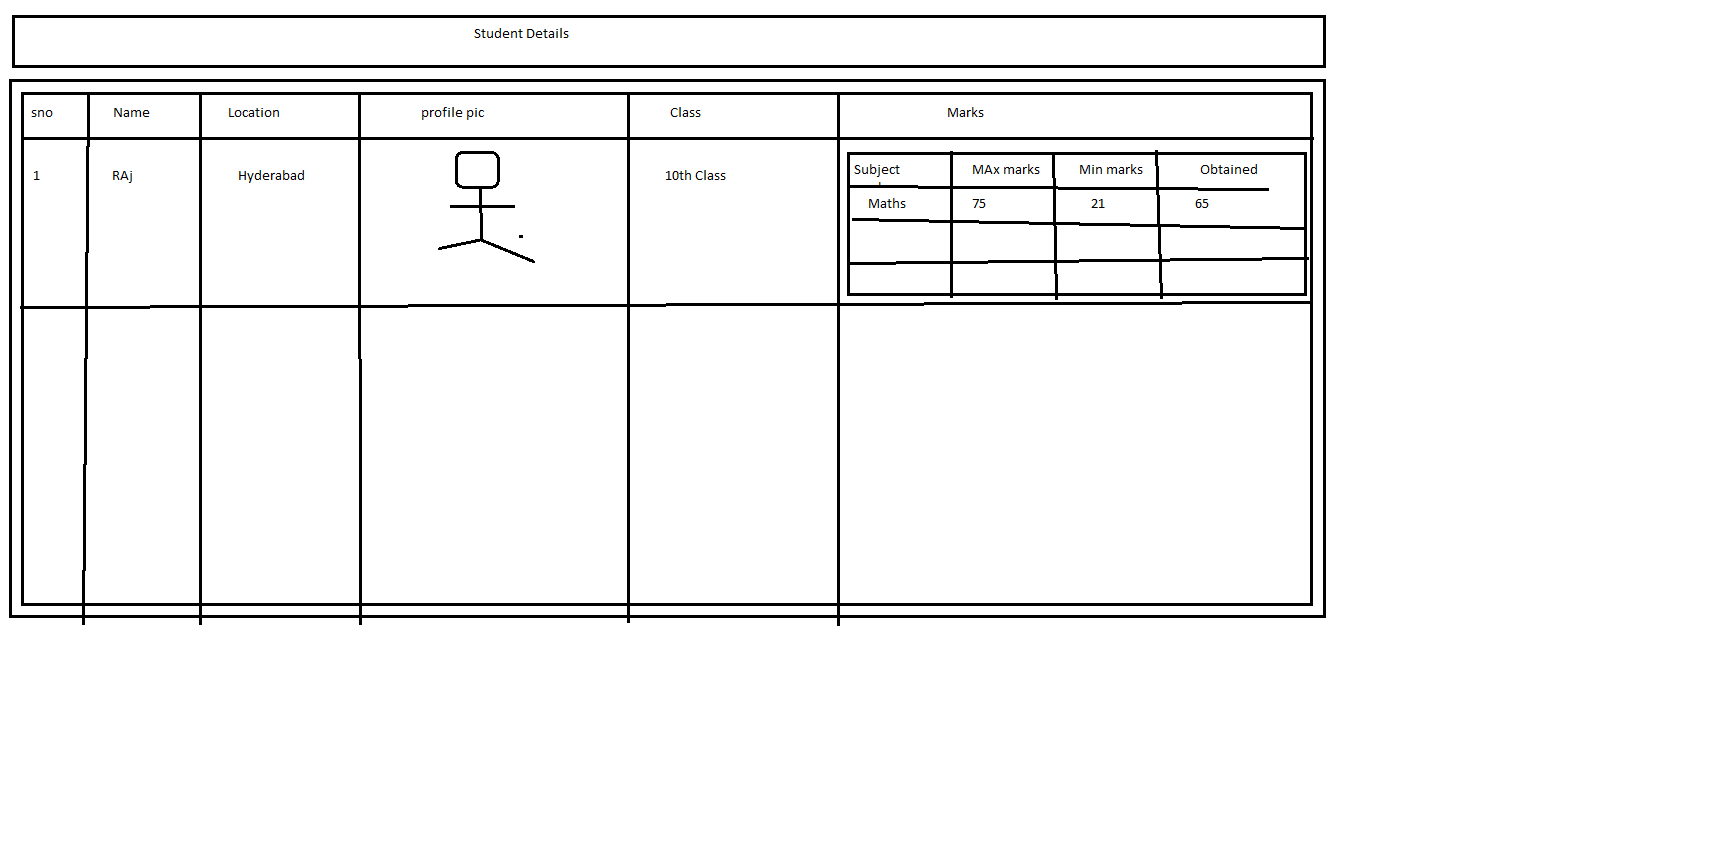 Student Details
sno Name Location profile pic Class Marks
1 RAj Hyderabad 10th Class
Subject MAx marks Min marks Obtained
Maths 75 21 65